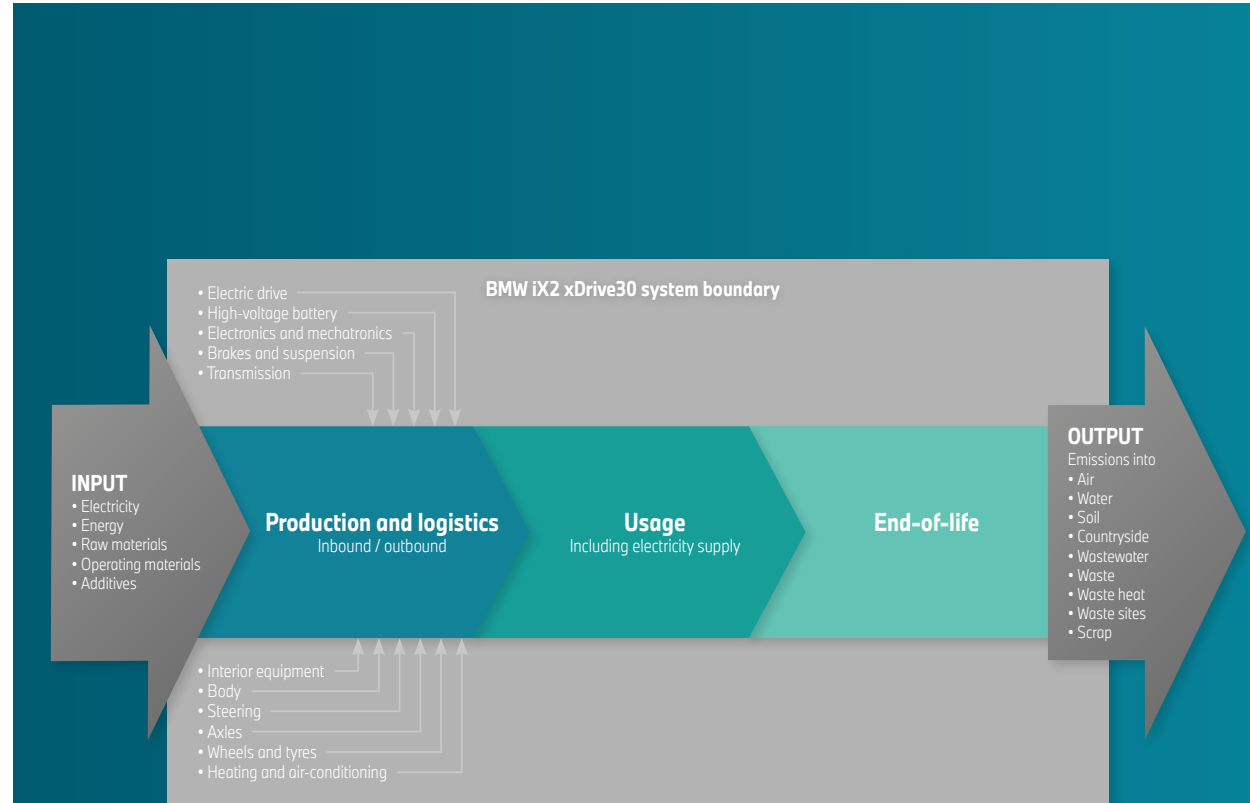 BMW iX2 xDrive30 system boundary
• Electric drive
• High-voltage battery
• Electronics and mechatronics
• Brakes and suspension
• Transmission
INPUT
• Electricity
• Energy
• Raw materials
• Operating materials
• Additives
Production and logistics
Inbound / outbound
Usage
Including electricity supply
End-of-life
OUTPUT
Emissions into
• Air
• Water
• Soil
• Countryside
• Wastewater
• Waste
• Waste heat
• Waste sites
• Scrap
• Interior equipment
• Body
• Steering
• Axles
• Wheels and tyres
• Heating and air-conditioning